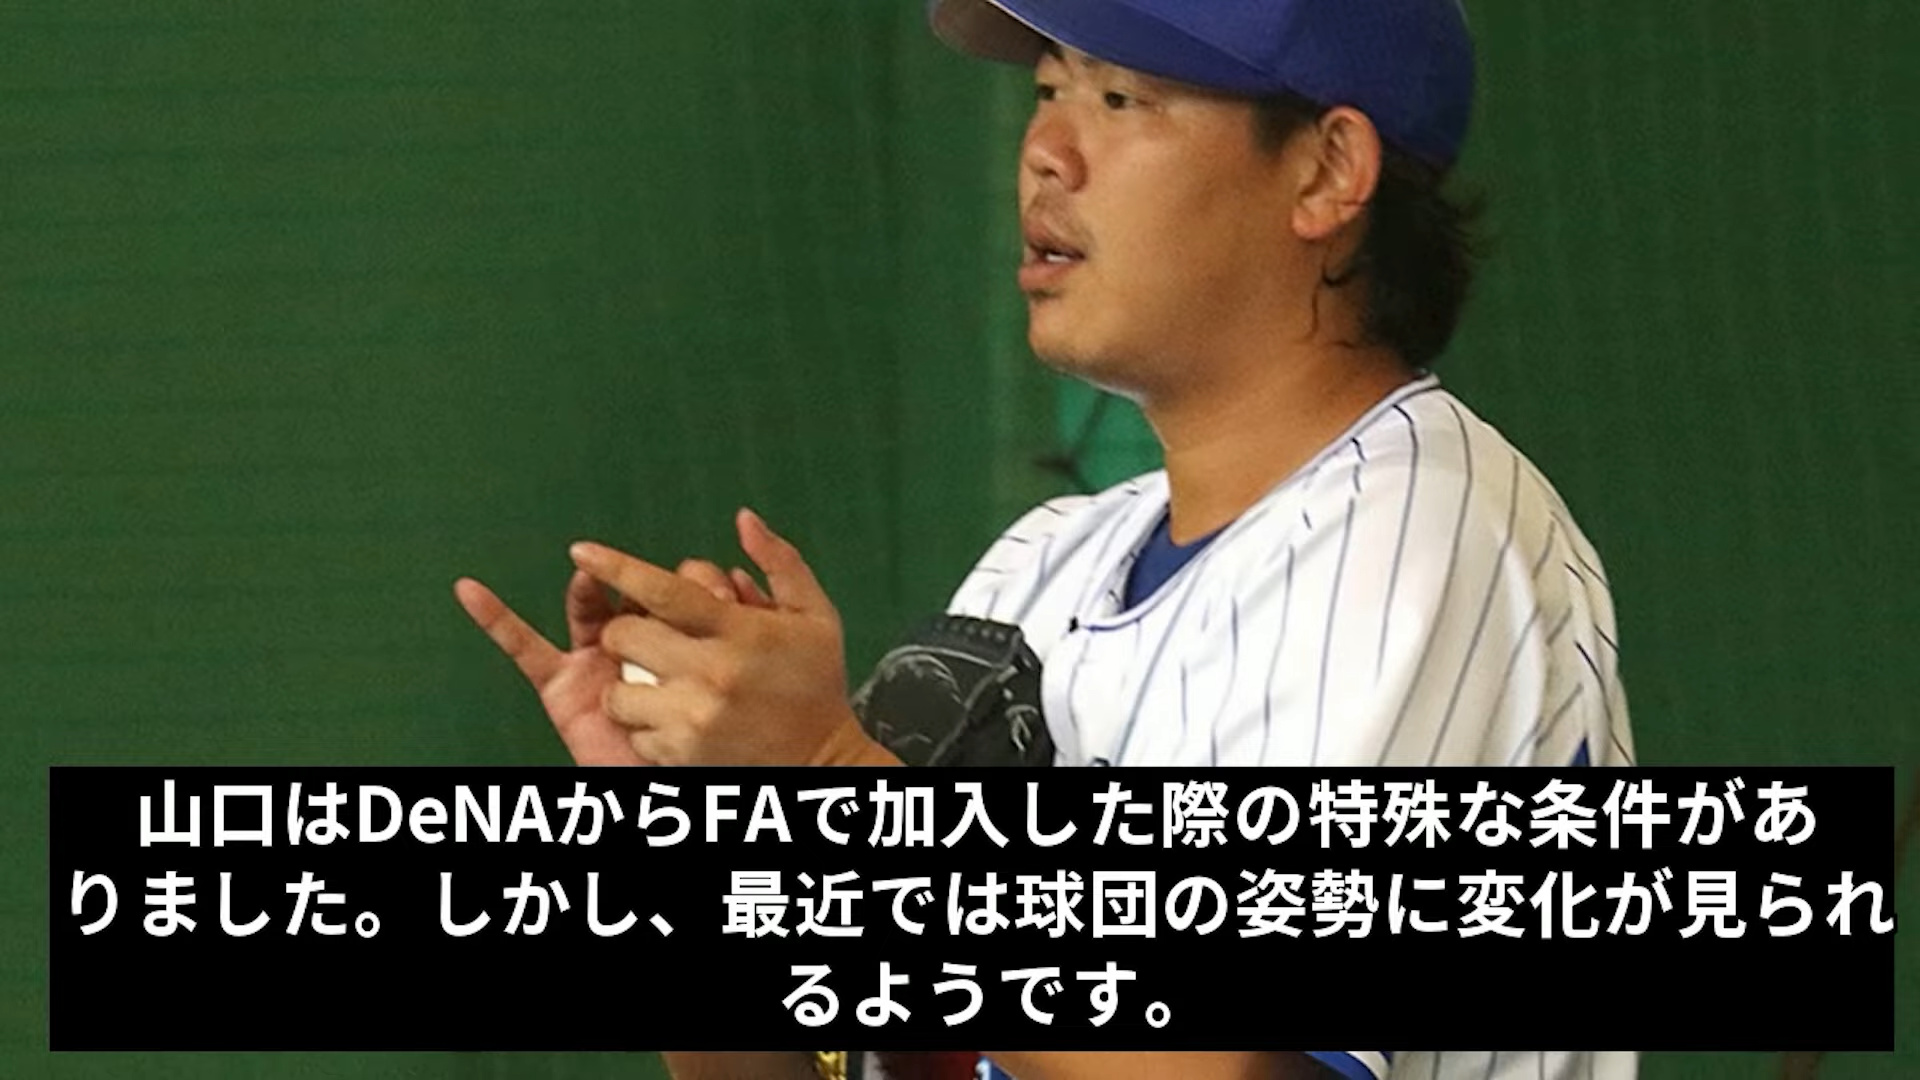 山口はDeNAからFAで加入した際の特殊な条件があ
りました。しかし、最近では球団の姿勢に変化が見られ
るようです。